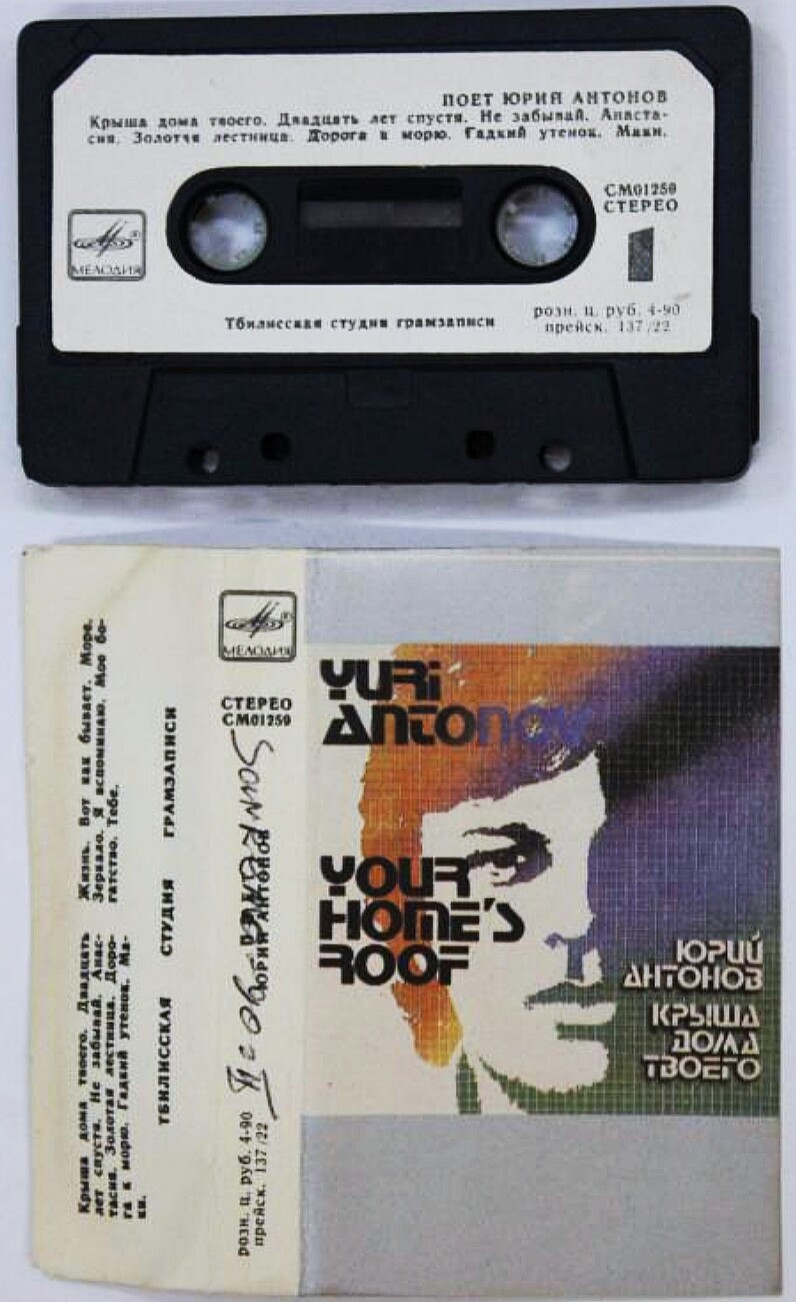 ПОЕТ ЮРИЙ АНТОНОВ
Крыша дома твоего. Двадцать лет спустя. Не забывай. Анаста-
сия. Золотая лестница. Дорога к морю. Гадкий утенок. Маки.
СМ01259
СТЕРЕО
1
МЕЛОДИЯ
Тбилисская студия грамзаписи
розн. ц. руб. 4-90
прейск. 137/22
Крыша дома твоего. Двадцать
лет спустя. Не забывай. Анас-
тасия. Золотая лестница. Доро-
га к морю. Гадкий утенок. Ма-
ки.
Жизнь. Вот как бывает. Море.
Зеркало. Я вспоминаю. Мое бо-
гатство. Тебе.
ТБИЛИССКАЯ СТУДИЯ ГРАМЗАПИСИ
МЕЛОДИЯ
СТЕРЕО
СМ01259
ЮРИЙ АНТОНОВ
розн. ц. руб. 4-90
прейск. 137/22
YURI
ANTONOV
YOUR
HOME'S
ROOF
ЮРИЙ
АНТОНОВ
КРЫША
ДОМА
ТВОЕГО